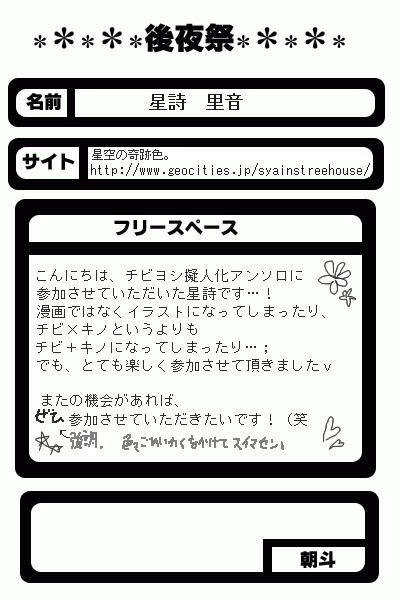 ＊＊＊＊＊後夜祭＊＊＊＊＊
名前
星詩 里音
サイト
星空の奇跡色。
http://www.geocities.jp/syainstreehouse/
フリースペース
こんにちは、チビヨシ擬人化アンソロに
参加させていただいた星詩です…！
漫画ではなくイラストになってしまったり、
チビ×キノというよりも
チビ＋キノになってしまったり…；
でも、とても楽しく参加させて頂きましたｖ
またの機会があれば、
ぜひ参加させていただきたいです！（笑
強調。 色々ごめいわくをかけてスイマセン。
朝斗